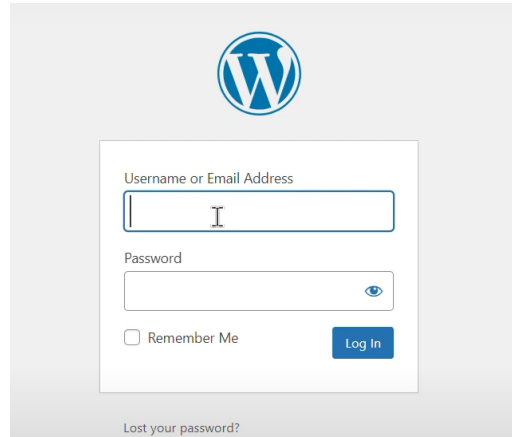 Username or Email Address
Password
Remember Me
Log In
Lost your password?